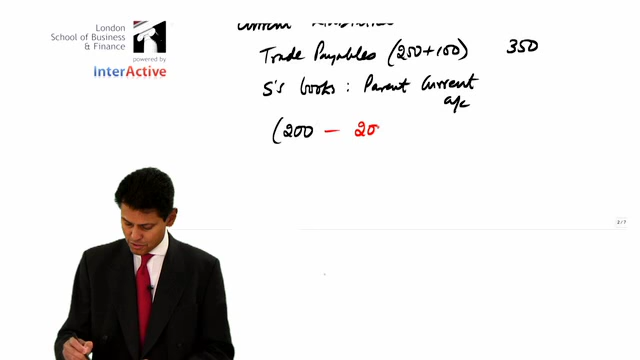 London
School of Business
& Finance
powered by
InterActive
Trade Payables (250+100) 350
S's books : Parent Current
a/c
(200 - 20
2/7